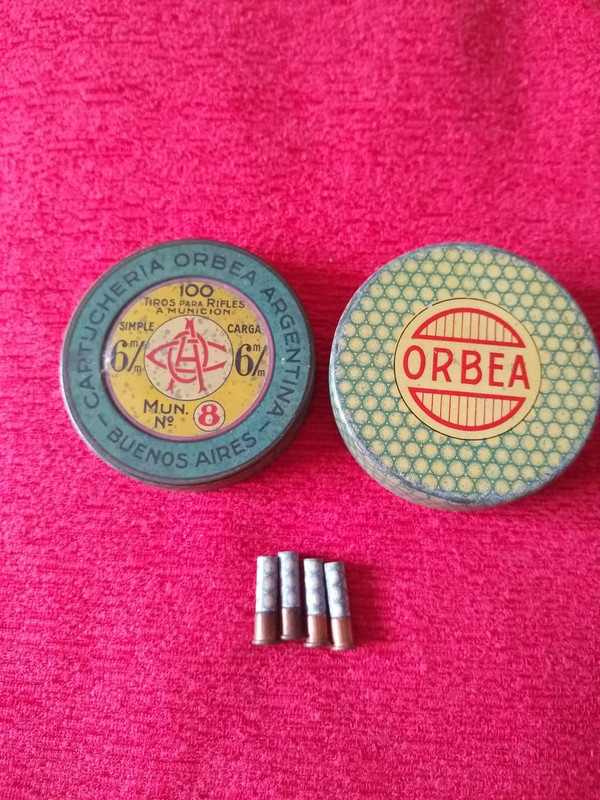 CARTUCHERIA ORBEA ARGENTINA
- BUENOS AIRES -
100
TIROS PARA RIFLES
A MUNICION
SIMPLE CARGA
6m/m 6m/m
MUN.
Nº 8
ORBEA